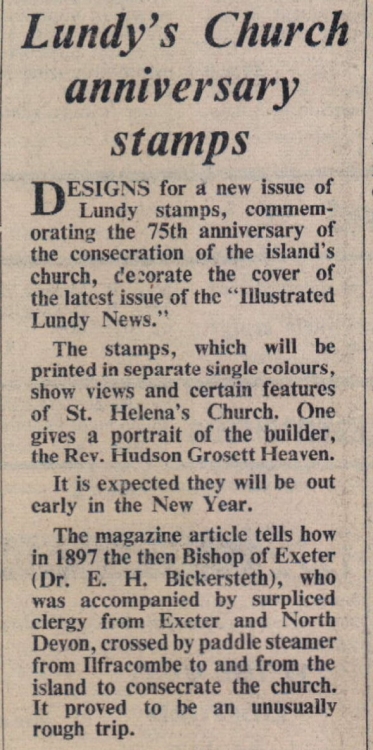 Lundy's Church
anniversary
stamps
DESIGNS for a new issue of
Lundy stamps, commem-
orating the 75th anniversary of
the consecration of the island's
church, decorate the cover of
the latest issue of the "Illustrated
Lundy News."
The stamps, which will be
printed in separate single colours,
show views and certain features
of St. Helena's Church. One
gives a portrait of the builder,
the Rev. Hudson Grosett Heaven.
It is expected they will be out
early in the New Year.
The magazine article tells how
in 1897 the then Bishop of Exeter
(Dr. E. H. Bickersteth), who
was accompanied by surpliced
clergy from Exeter and North
Devon, crossed by paddle steamer
from Ilfracombe to and from the
island to consecrate the church.
It proved to be an unusually
rough trip.